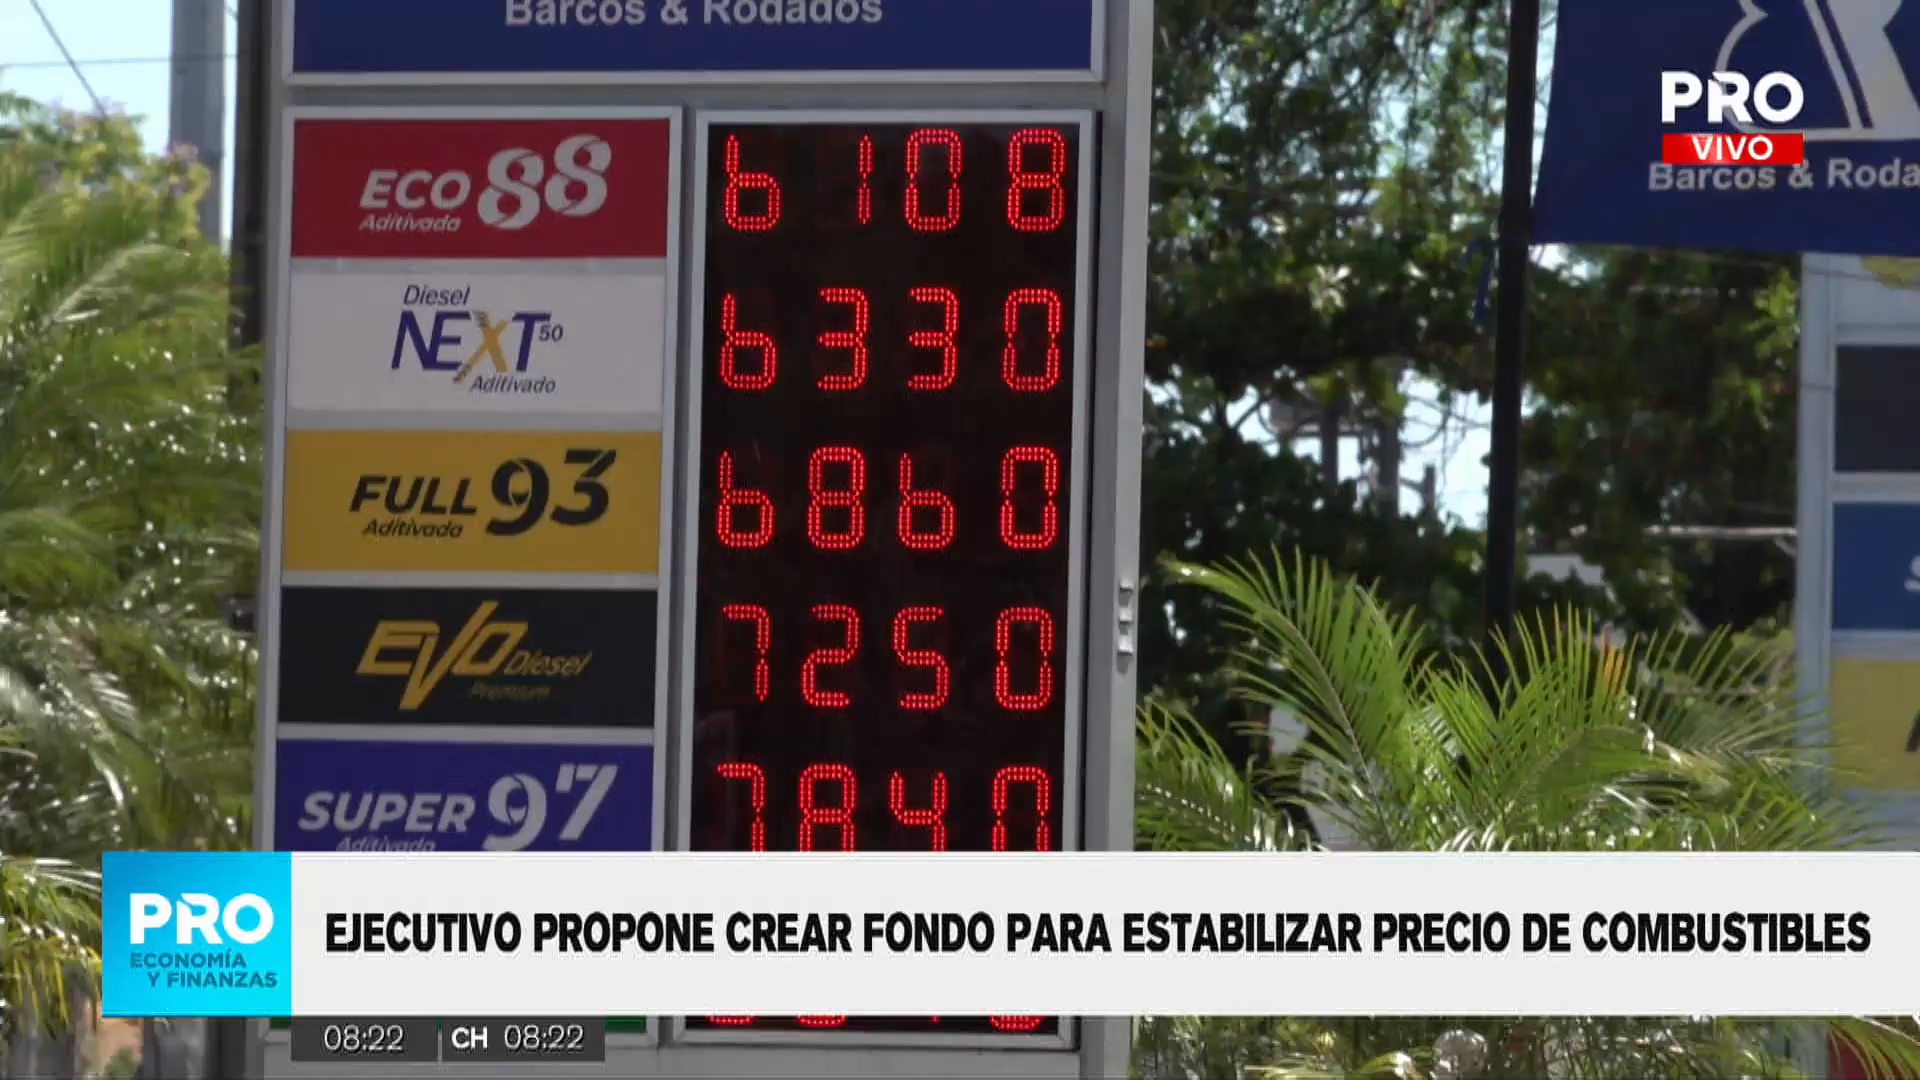 Barcos & Rodados
PRO
VIVO
Barcos & Roda
ECO 88
Aditivada
6108
Diesel
NEXT 50
Aditivado
6330
FULL 93
Aditivada
6860
EVO Diesel
Premium
7250
SUPER 97
Aditivada
7840
PRO
ECONOMÍA
Y FINANZAS
EJECUTIVO PROPONE CREAR FONDO PARA ESTABILIZAR PRECIO DE COMBUSTIBLES
08:22 CH 08:22